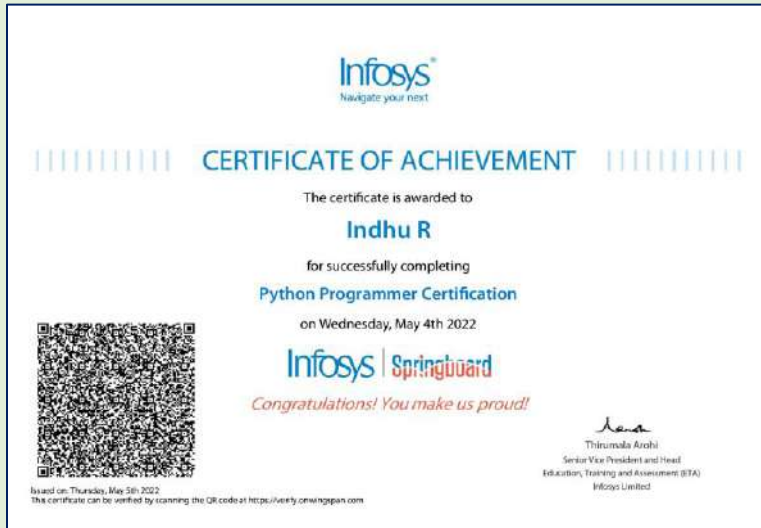 Infosys®
Navigate your next
CERTIFICATE OF ACHIEVEMENT
The certificate is awarded to
Indhu R
for successfully completing
Python Programmer Certification
on Wednesday, May 4th 2022
Infosys | Springboard
Congratulations! You make us proud!
Thirumala Arohi
Senior Vice President and Head
Education, Training and Assessment (ETA)
Infosys Limited
Issued on: Thursday, May 5th 2022
This certificate can be verified by scanning the QR code at https://verify.onwingspan.com